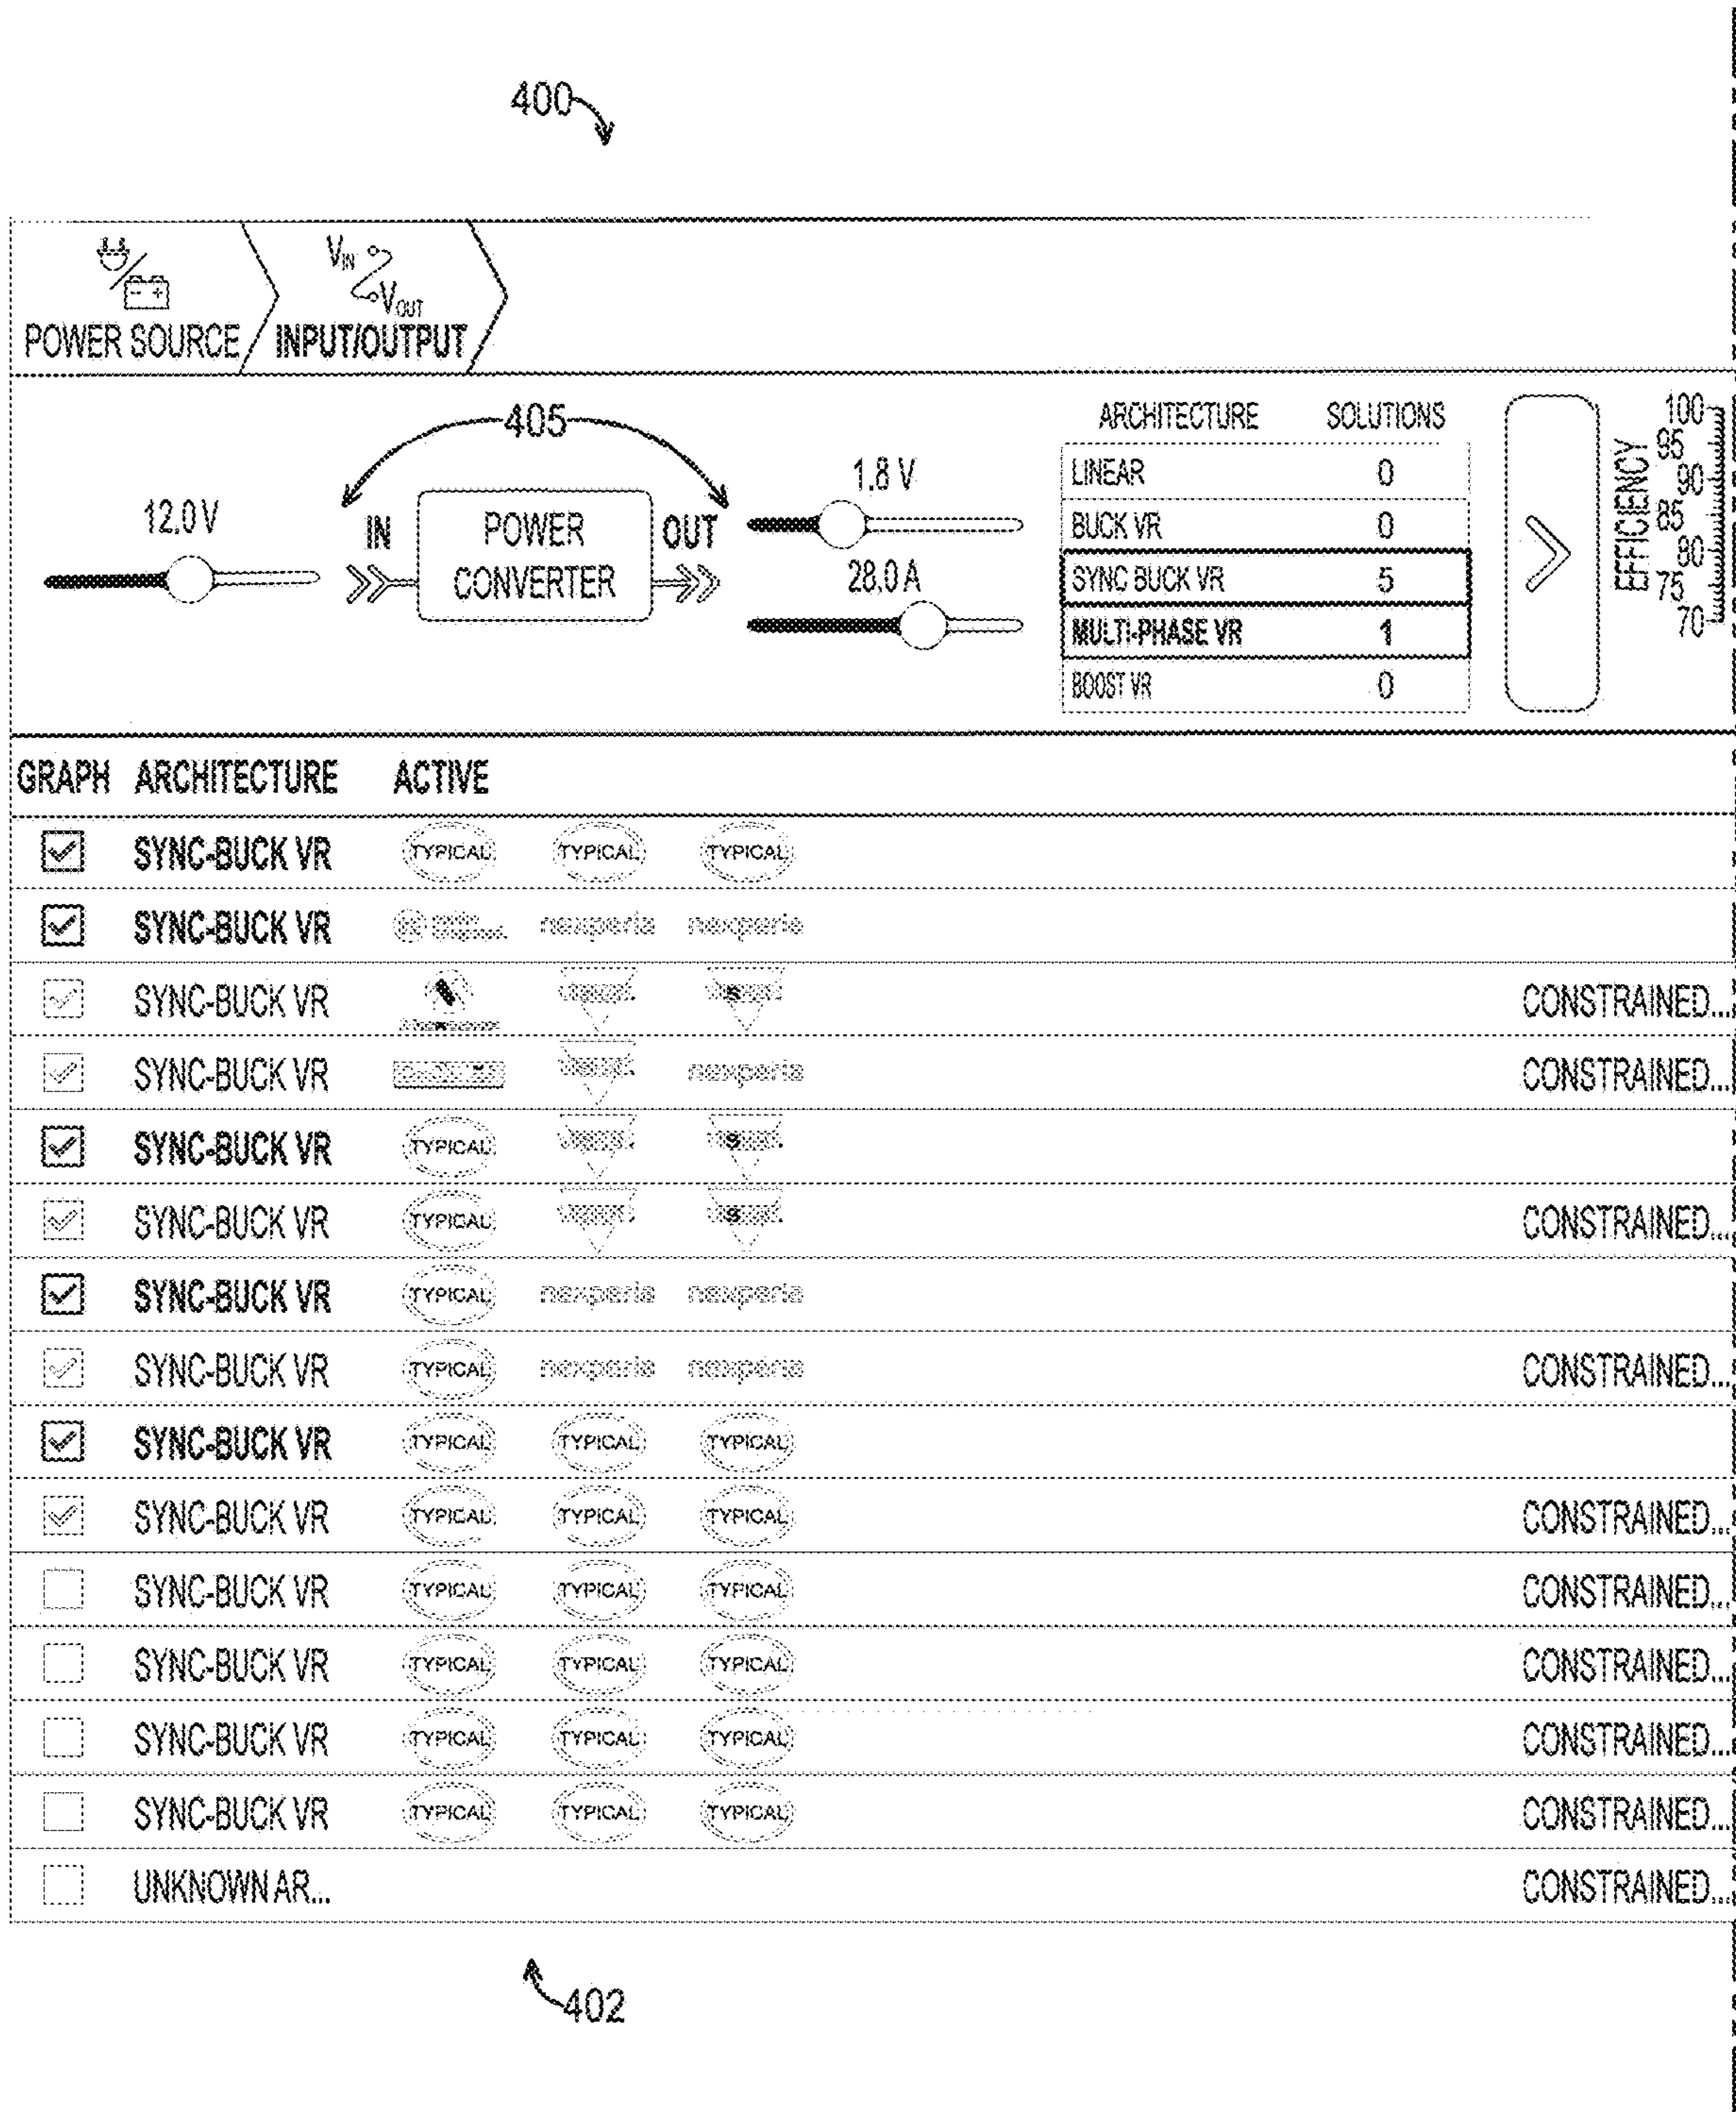 400
V_IN
V_OUT
POWER SOURCE INPUT/OUTPUT
405
12.0 V
IN
POWER
CONVERTER
OUT
1.8 V
28.0 A
ARCHITECTURE SOLUTIONS
LINEAR 0
BUCK VR 0
SYNC BUCK VR 5
MULTI-PHASE VR 1
BOOST VR 0
EFFICIENCY
100
95
90
85
80
75
70
GRAPH ARCHITECTURE ACTIVE
SYNC-BUCK VR TYPICAL TYPICAL TYPICAL
SYNC-BUCK VR nexperia nexperia
SYNC-BUCK VR CONSTRAINED...
SYNC-BUCK VR nexperia CONSTRAINED...
SYNC-BUCK VR TYPICAL
SYNC-BUCK VR TYPICAL CONSTRAINED...
SYNC-BUCK VR TYPICAL nexperia nexperia
SYNC-BUCK VR TYPICAL nexperia nexperia CONSTRAINED...
SYNC-BUCK VR TYPICAL TYPICAL TYPICAL
SYNC-BUCK VR TYPICAL TYPICAL TYPICAL CONSTRAINED...
SYNC-BUCK VR TYPICAL TYPICAL TYPICAL CONSTRAINED...
SYNC-BUCK VR TYPICAL TYPICAL TYPICAL CONSTRAINED...
SYNC-BUCK VR TYPICAL TYPICAL TYPICAL CONSTRAINED...
SYNC-BUCK VR TYPICAL TYPICAL TYPICAL CONSTRAINED...
UNKNOWN AR... CONSTRAINED...
402